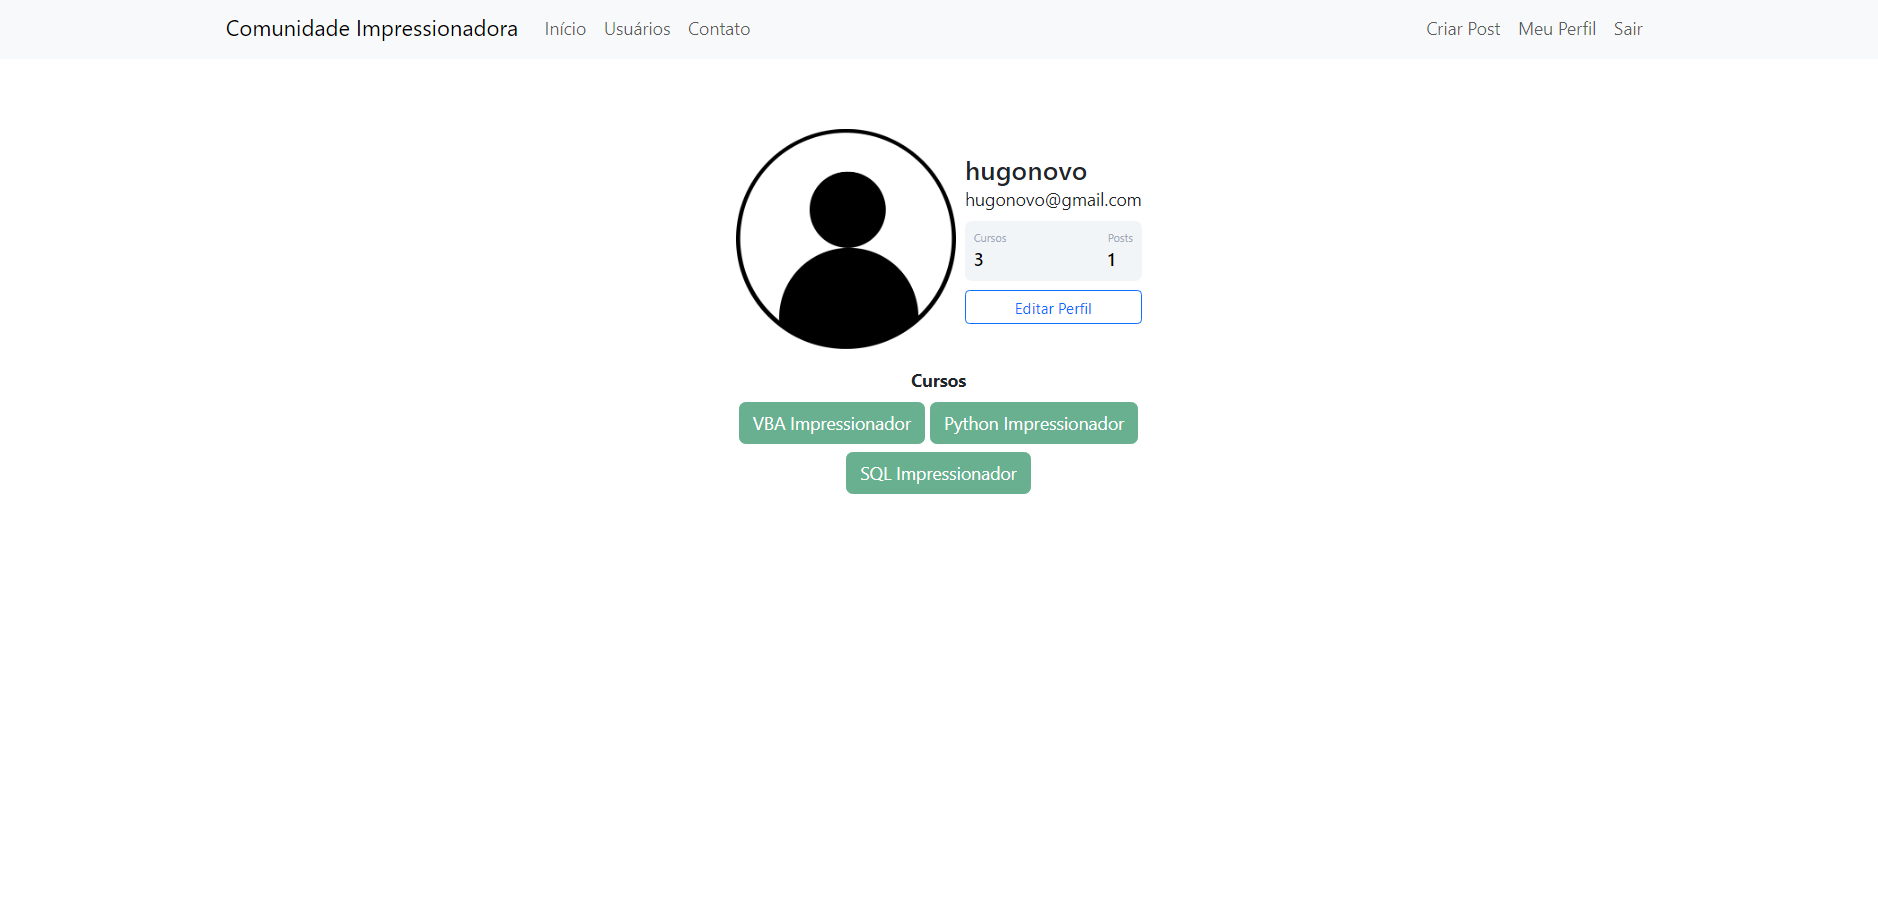 Comunidade Impressionadora Início Usuários Contato Criar Post Meu Perfil Sair
hugonovo
hugonovo@gmail.com
Cursos Posts
3 1
Editar Perfil
Cursos
VBA Impressionador Python Impressionador
SQL Impressionador